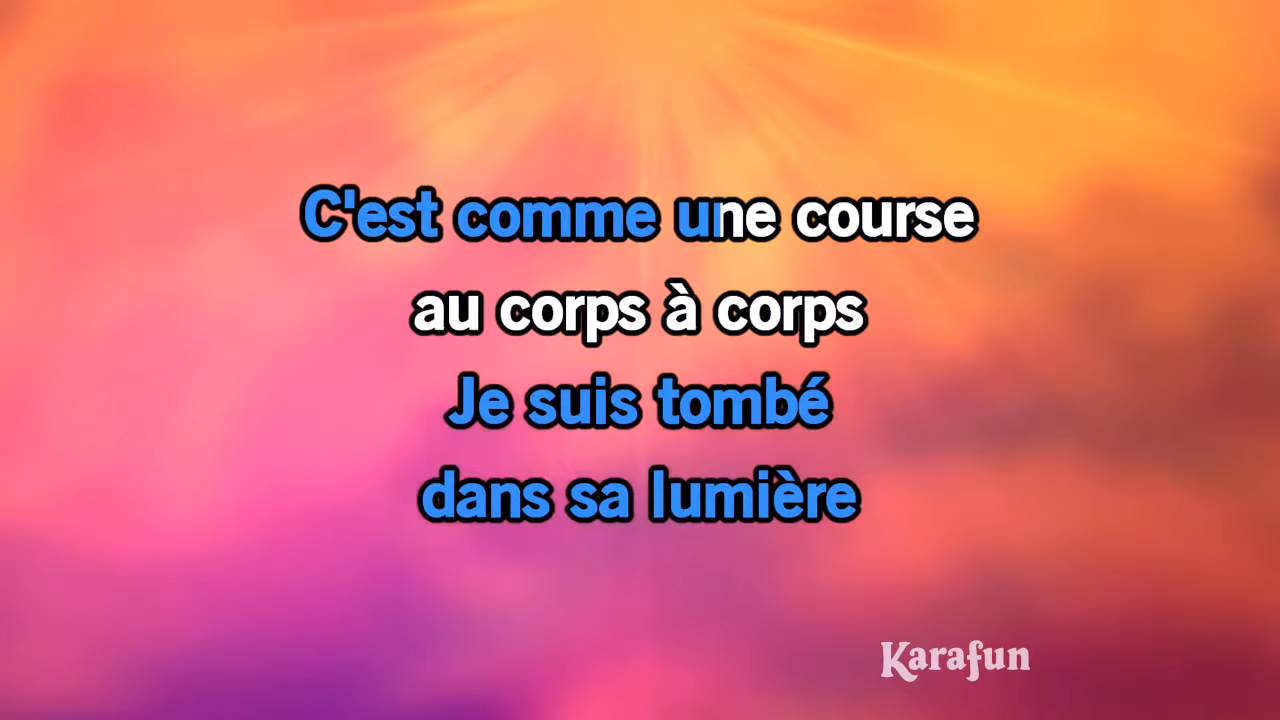 C'est comme une course
au corps à corps
Je suis tombé
dans sa lumière
Karafun